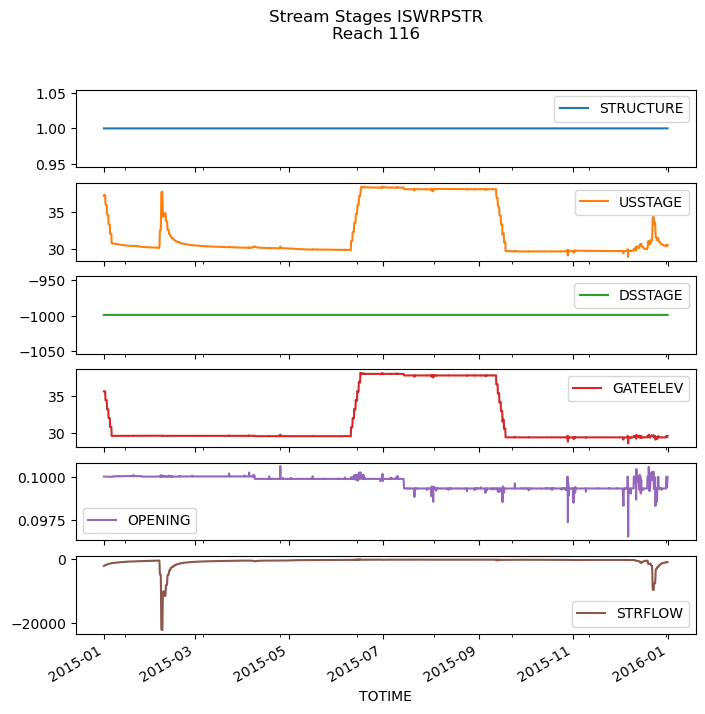 Stream Stages ISWRPSTR
Reach 116
1.05
1.00
0.95
STRUCTURE
35
30
USSTAGE
−950
−1000
−1050
DSSTAGE
35
30
GATEELEV
0.1000
0.0975
OPENING
0
−20000
STRFLOW
2015-01
2015-03
2015-05
2015-07
2015-09
2015-11
2016-01
TOTIME